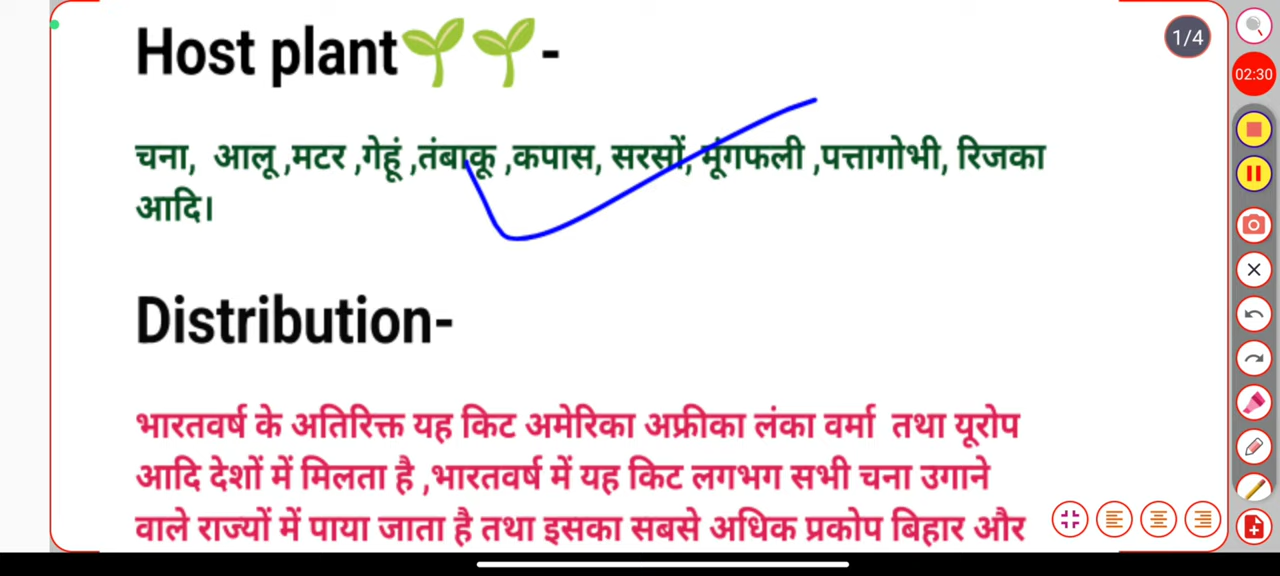 Host plant🌱🌱-
1/4
02:30
चना, आलू ,मटर ,गेहूं ,तंबाकू ,कपास, सरसों, मूंगफली ,पत्तागोभी, रिजका
आदि।
Distribution-
भारतवर्ष के अतिरिक्त यह किट अमेरिका अफ्रीका लंका वर्मा तथा यूरोप
आदि देशों में मिलता है ,भारतवर्ष में यह किट लगभग सभी चना उगाने
वाले राज्यों में पाया जाता है तथा इसका सबसे अधिक प्रकोप बिहार और